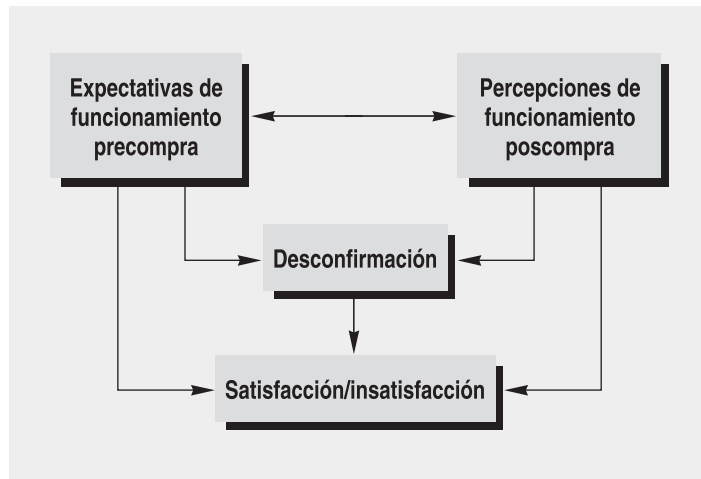 Expectativas de
funcionamiento
precompra
Percepciones de
funcionamiento
poscompra
Desconfirmación
Satisfacción/insatisfacción